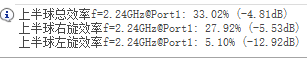 上半球总效率f=2.24GHz@Port1: 33.02% (-4.81dB)
上半球右旋效率f=2.24GHz@Port1: 27.92% (-5.53dB)
上半球左旋效率f=2.24GHz@Port1: 5.10% (-12.92dB)